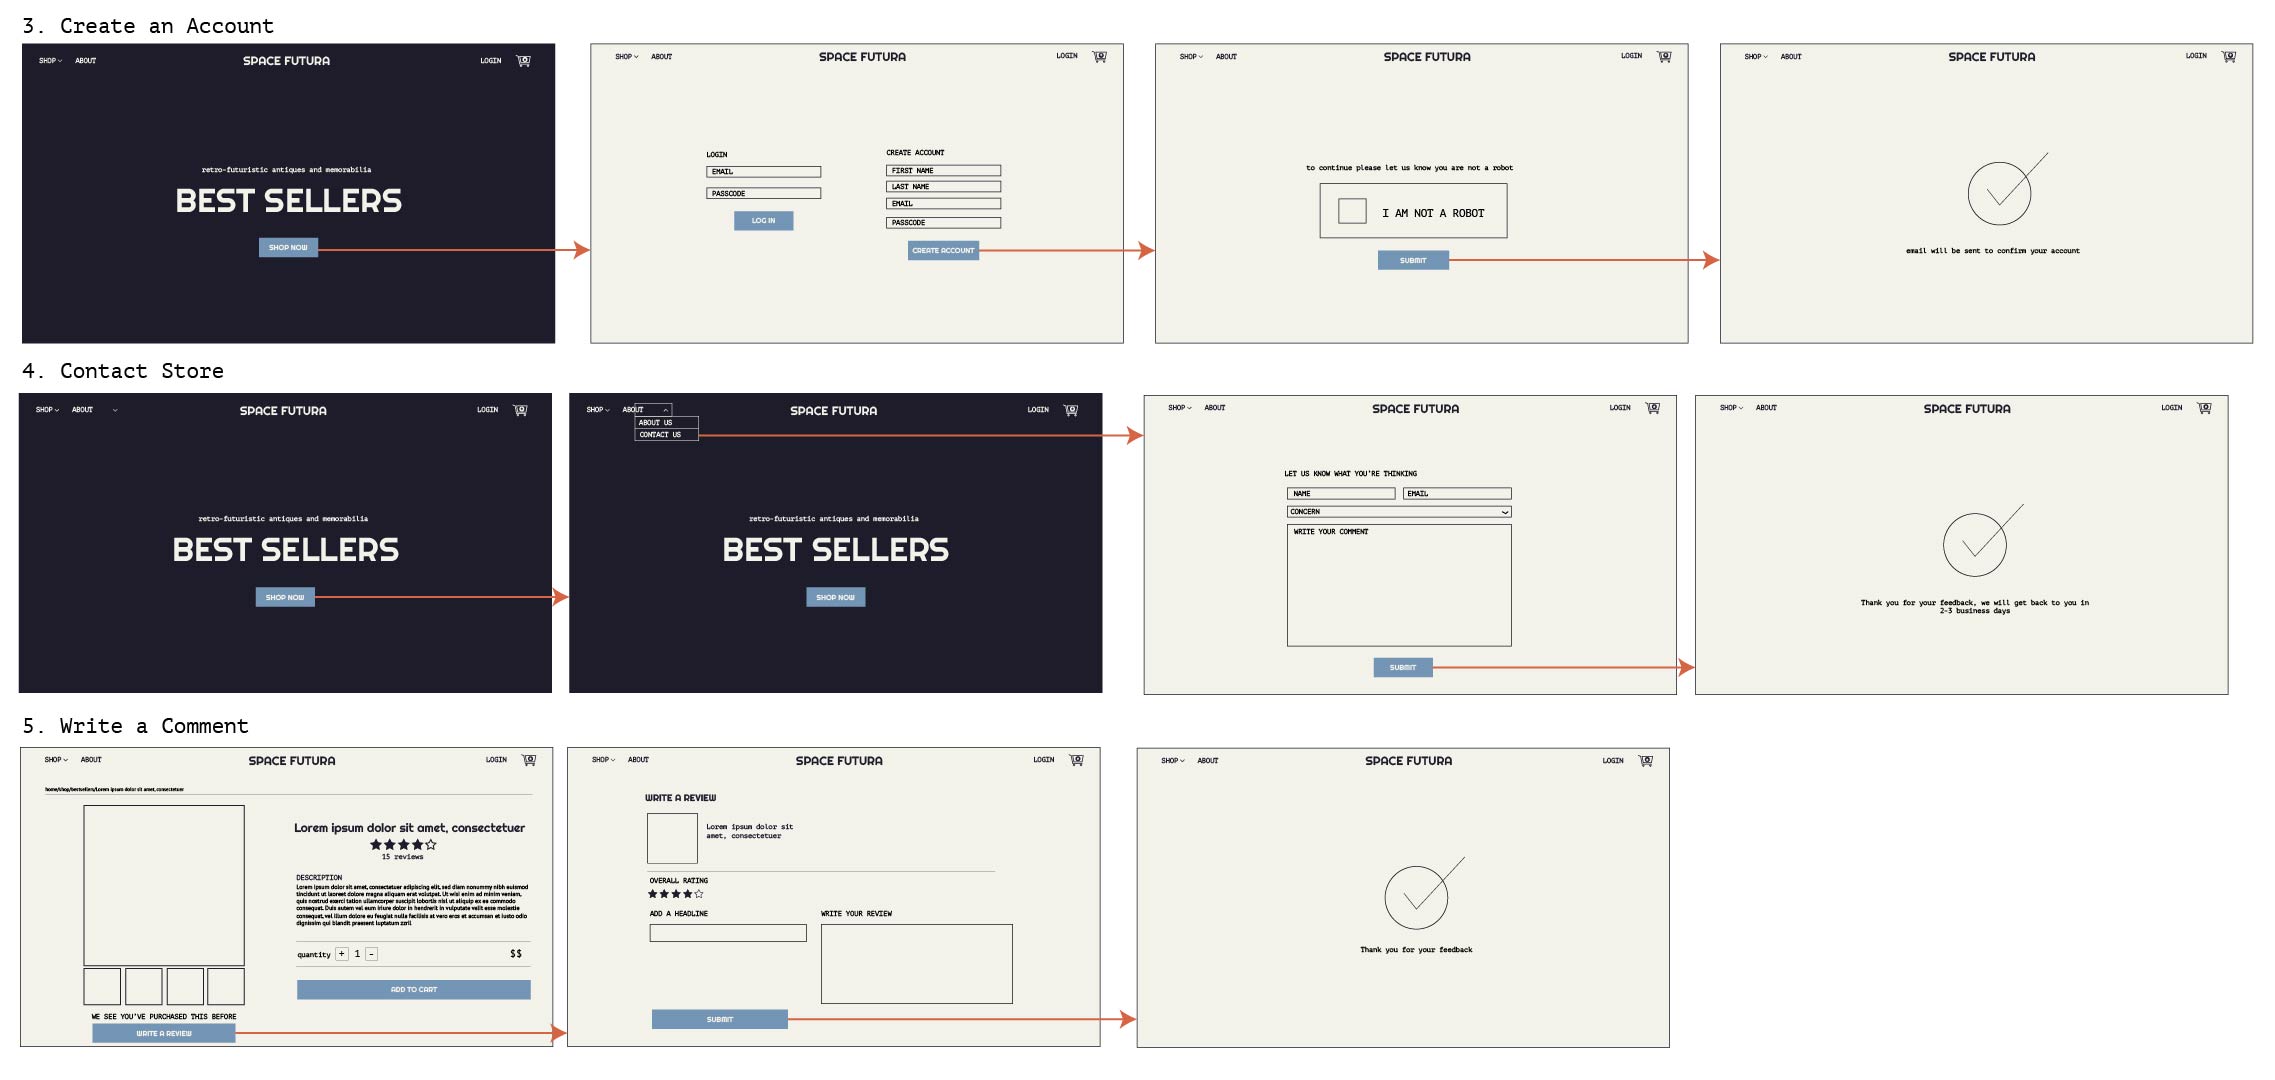 3. Create an Account
SHOP ABOUT SPACE FUTURA LOGIN 0
retro-futuristic antiques and memorabilia
BEST SELLERS
SHOP NOW
SHOP ABOUT SPACE FUTURA LOGIN 0
LOGIN
EMAIL
PASSCODE
LOG IN
CREATE ACCOUNT
FIRST NAME
LAST NAME
EMAIL
PASSCODE
CREATE ACCOUNT
SHOP ABOUT SPACE FUTURA LOGIN 0
to continue please let us know you are not a robot
I AM NOT A ROBOT
SUBMIT
SHOP ABOUT SPACE FUTURA LOGIN 0
email will be sent to confirm your account
4. Contact Store
SHOP ABOUT SPACE FUTURA LOGIN 0
retro-futuristic antiques and memorabilia
BEST SELLERS
SHOP NOW
SHOP ABOUT SPACE FUTURA LOGIN 0
ABOUT US
CONTACT US
retro-futuristic antiques and memorabilia
BEST SELLERS
SHOP NOW
SHOP ABOUT SPACE FUTURA LOGIN 0
LET US KNOW WHAT YOU'RE THINKING
NAME EMAIL
CONCERN
WRITE YOUR COMMENT
SUBMIT
SHOP ABOUT SPACE FUTURA LOGIN 0
Thank you for your feedback, we will get back to you in
2-3 business days
5. Write a Comment
SHOP ABOUT SPACE FUTURA LOGIN 0
home/shop/bestsellers/Lorem ipsum dolor sit amet, consectetuer
Lorem ipsum dolor sit amet, consectetuer
15 reviews
DESCRIPTION
Lorem ipsum dolor sit amet, consectetuer adipiscing elit, sed diam nonummy nibh euismod
tincidunt ut laoreet dolore magna aliquam erat volutpat. Ut wisi enim ad minim veniam,
quis nostrud exerci tation ullamcorper suscipit lobortis nisl ut aliquip ex ea commodo
consequat. Duis autem vel eum iriure dolor in hendrerit in vulputate velit esse molestie
consequat, vel illum dolore eu feugiat nulla facilisis at vero eros et accumsan et iusto odio
dignissim qui blandit praesent luptatum zzril
quantity + 1 - $$
ADD TO CART
WE SEE YOU'VE PURCHASED THIS BEFORE
WRITE A REVIEW
SHOP ABOUT SPACE FUTURA LOGIN 0
WRITE A REVIEW
Lorem ipsum dolor sit
amet, consectetuer
OVERALL RATING
ADD A HEADLINE WRITE YOUR REVIEW
SUBMIT
SHOP ABOUT SPACE FUTURA LOGIN 0
Thank you for your feedback